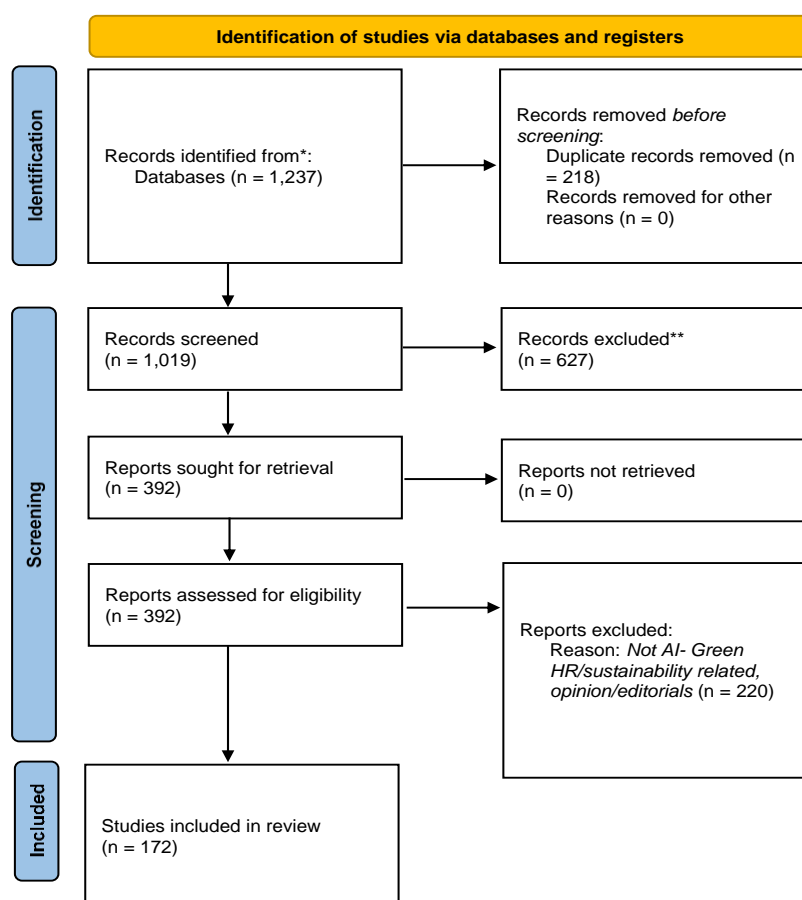 Identification of studies via databases and registers
Identification
Records identified from*:
Databases (n = 1,237)
Records removed before
screening:
Duplicate records removed (n
= 218)
Records removed for other
reasons (n = 0)
Screening
Records screened
(n = 1,019)
Records excluded**
(n = 627)
Reports sought for retrieval
(n = 392)
Reports not retrieved
(n = 0)
Reports assessed for eligibility
(n = 392)
Reports excluded:
Reason: Not AI- Green
HR/sustainability related,
opinion/editorials (n = 220)
Included
Studies included in review
(n = 172)